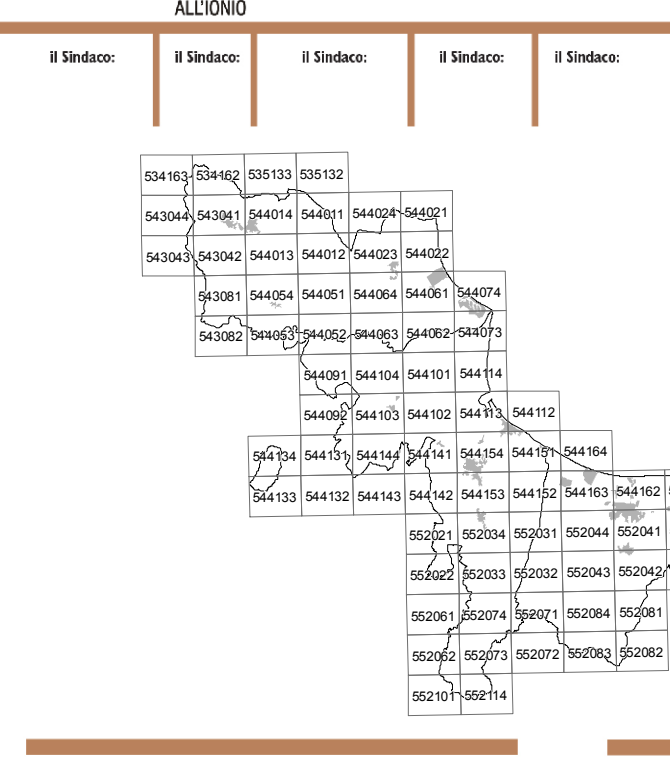 ALL'IONIO
il Sindaco: il Sindaco: il Sindaco: il Sindaco: il Sindaco:
534163 534162 535133 535132
543044 543041 544014 544011 544024 544021
543043 543042 544013 544012 544023 544022
543081 544054 544051 544064 544061 544074
543082 544053 544052 544063 544062 544073
544091 544104 544101 544114
544092 544103 544102 544113 544112
544134 544131 544144 544141 544154 544151 544164
544133 544132 544143 544142 544153 544152 544163 544162
552021 552034 552031 552044 552041
552022 552033 552032 552043 552042
552061 552074 552071 552084 552081
552062 552073 552072 552083 552082
552101 552114